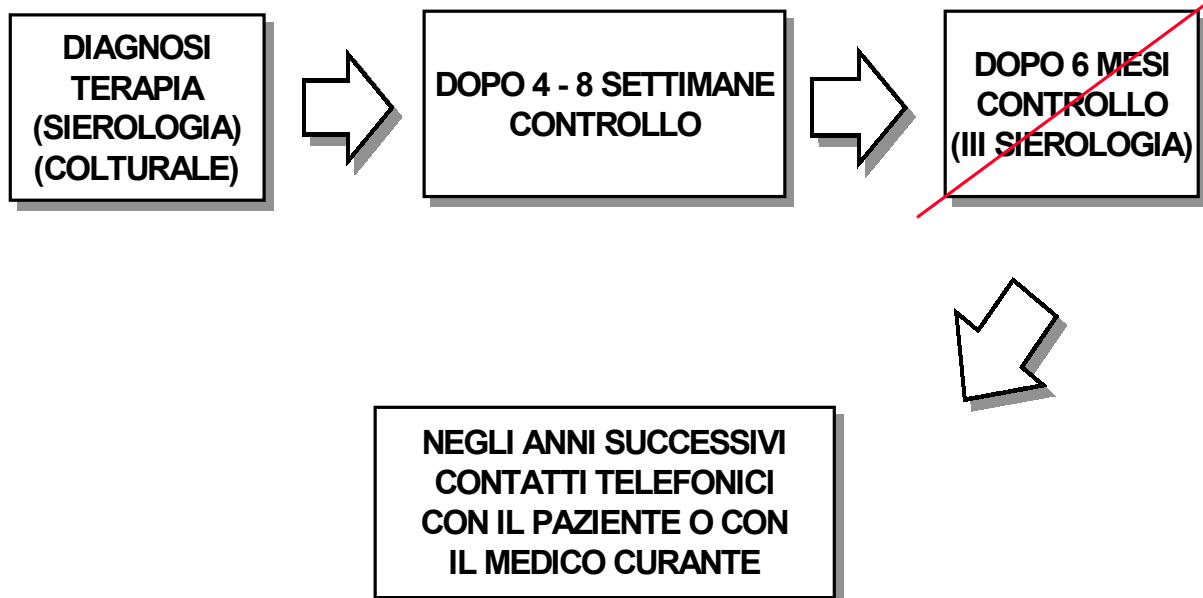 DIAGNOSI
TERAPIA
(SIEROLOGIA)
(COLTURALE)
DOPO 4 - 8 SETTIMANE
CONTROLLO
DOPO 6 MESI
CONTROLLO
(III SIEROLOGIA)
NEGLI ANNI SUCCESSIVI
CONTATTI TELEFONICI
CON IL PAZIENTE O CON
IL MEDICO CURANTE